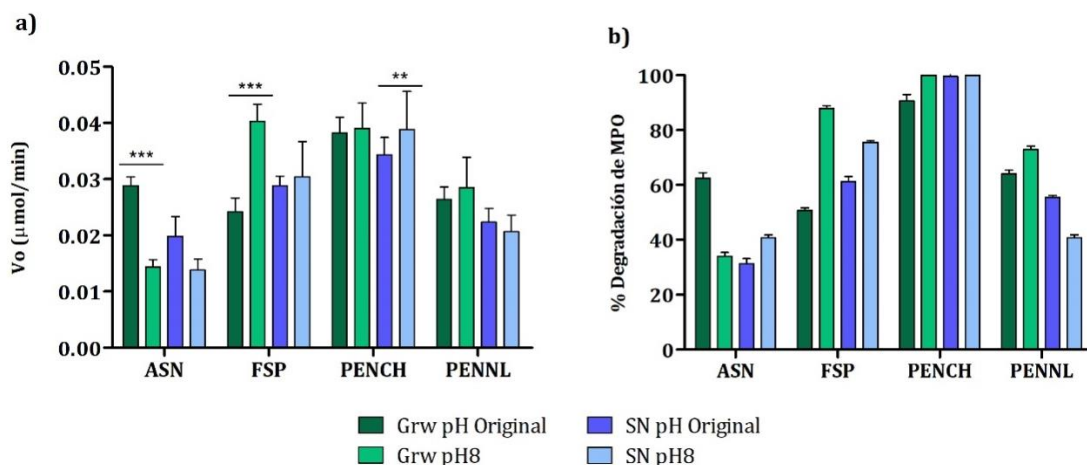 a)
Vo (µmol/min)
0.05
0.04
0.03
0.02
0.01
0.00
***
***
**
ASN FSP PENCH PENNL
b)
% Degradación de MPO
100
80
60
40
20
0
ASN FSP PENCH PENNL
Grw pH Original SN pH Original
Grw pH8 SN pH8